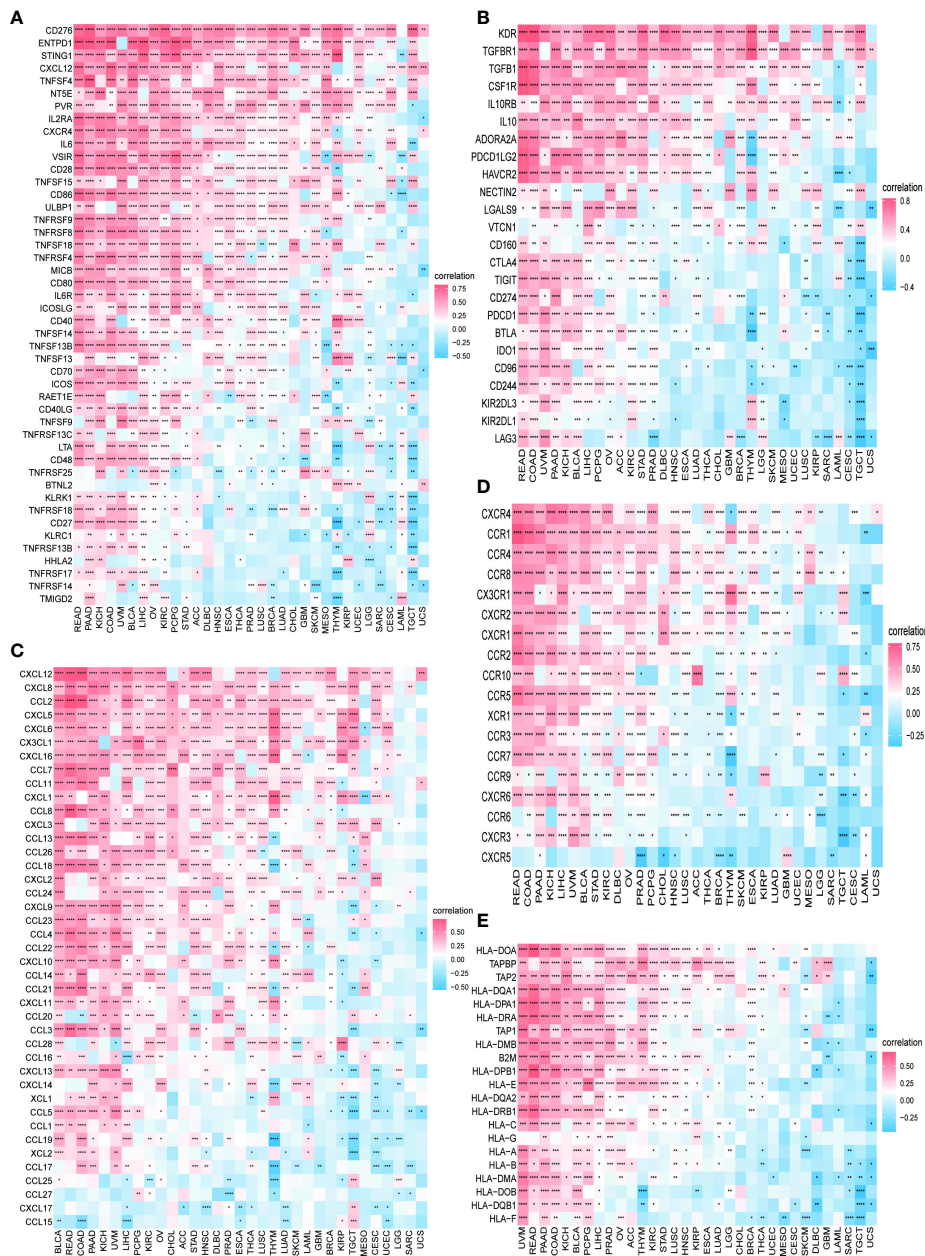 A
CD276
ENTPD1
STING1
CXCL12
TNFSF4
NT5E
PVR
IL2RA
CXCR4
IL6
VSIR
CD28
TNFSF15
CD86
ULBP1
TNFRSF9
TNFRSF8
TNFSF18
TNFRSF4
MICB
CD80
IL6R
ICOSLG
CD40
TNFSF14
TNFSF13B
TNFSF13
CD70
ICOS
RAET1E
CD40LG
TNFSF9
TNFRSF13C
LTA
CD48
TNFRSF25
BTNL2
KLRK1
TNFRSF18
CD27
KLRC1
TNFRSF13B
HHLA2
TNFRSF17
TNFRSF14
TMIGD2
READ PAAD KICH COAD UVM BLCA LIHC OV KIRC PCPG STAD ACC DLBC HNSC ESCA THCA PRAD LUSC BRCA LUAD CHOL GBM SKCM MESO THYM KIRP UCEC LGG SARC CESC LAML TGCT UCS
correlation
0.75
0.50
0.25
0.00
−0.25
−0.50
B
KDR
TGFBR1
TGFB1
CSF1R
IL10RB
IL10
ADORA2A
PDCD1LG2
HAVCR2
NECTIN2
LGALS9
VTCN1
CD160
CTLA4
TIGIT
CD274
PDCD1
BTLA
IDO1
CD96
CD244
KIR2DL3
KIR2DL1
LAG3
READ COAD UVM PAAD KICH BLCA LIHC PCPG OV ACC KIRC STAD PRAD DLBC HNSC ESCA LUAD THCA CHOL GBM BRCA THYM LGG SKCM MESO UCEC LUSC KIRP SARC LAML CESC TGCT UCS
correlation
0.8
0.4
0.0
−0.4
C
CXCL12
CXCL8
CCL2
CXCL5
CXCL6
CX3CL1
CXCL16
CCL7
CCL11
CXCL1
CCL8
CXCL3
CCL13
CCL26
CCL18
CXCL2
CCL24
CXCL9
CCL23
CCL4
CCL22
CXCL10
CCL14
CCL21
CXCL11
CCL20
CCL3
CCL28
CCL16
CXCL13
CXCL14
XCL1
CCL5
CCL1
CCL19
XCL2
CCL17
CCL25
CCL27
CXCL17
CCL15
BLCA READ COAD PAAD KICH UVM LIHC PCPG KIRC OV CHOL ACC STAD HNSC DLBC PRAD ESCA THCA LUSC THYM LUAD SKCM LAML GBM BRCA KIRP TGCT MESO CESC UCEC LGG SARC UCS
correlation
0.75
0.50
0.25
0.00
−0.25
−0.50
D
CXCR4
CCR1
CCR4
CCR8
CX3CR1
CXCR2
CXCR1
CCR2
CCR10
CCR5
XCR1
CCR3
CCR7
CCR9
CXCR6
CCR6
CXCR3
CXCR5
READ COAD PAAD KICH LIHC UVM BLCA STAD KIRC DLBC OV PRAD PCPG CHOL HNSC LUSC ACC THCA BRCA THYM SKCM ESCA KIRP LUAD GBM UCEC MESO LGG SARC TGCT CESC LAML UCS
correlation
0.75
0.50
0.25
0.00
−0.25
E
HLA−DOA
TAPBP
TAP2
HLA−DQA1
HLA−DPA1
HLA−DRA
TAP1
HLA−DMB
B2M
HLA−DPB1
HLA−E
HLA−DQA2
HLA−DRB1
HLA−C
HLA−G
HLA−A
HLA−B
HLA−DMA
HLA−DOB
HLA−DQB1
HLA−F
UVM READ PAAD COAD KICH BLCA PCPG LIHC PRAD OV ACC THYM KIRC STAD LUSC HNSC KIRP ESCA LUAD LGG CHOL BRCA THCA UCEC MESO CESC SKCM DLBC GBM LAML SARC TGCT UCS
correlation
0.50
0.25
0.00
−0.25